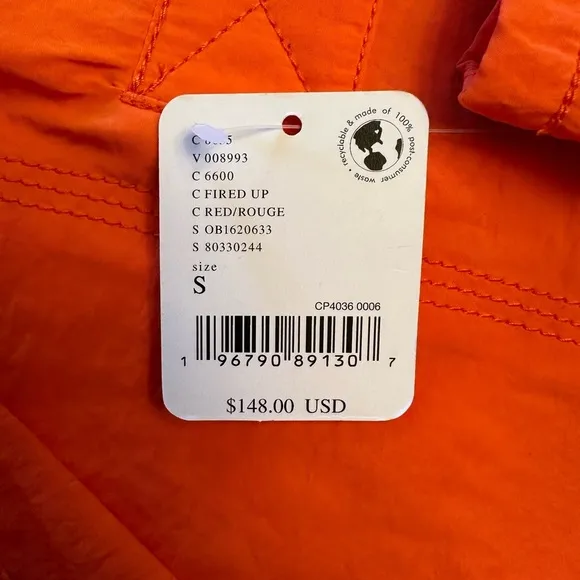 recyclable & made of 100% post-consumer waste •
C
V 008993
C 6600
C FIRED UP
C RED/ROUGE
S OB1620633
S 80330244
size
S
CP4036 0006
1 96790 89130 7
$148.00 USD